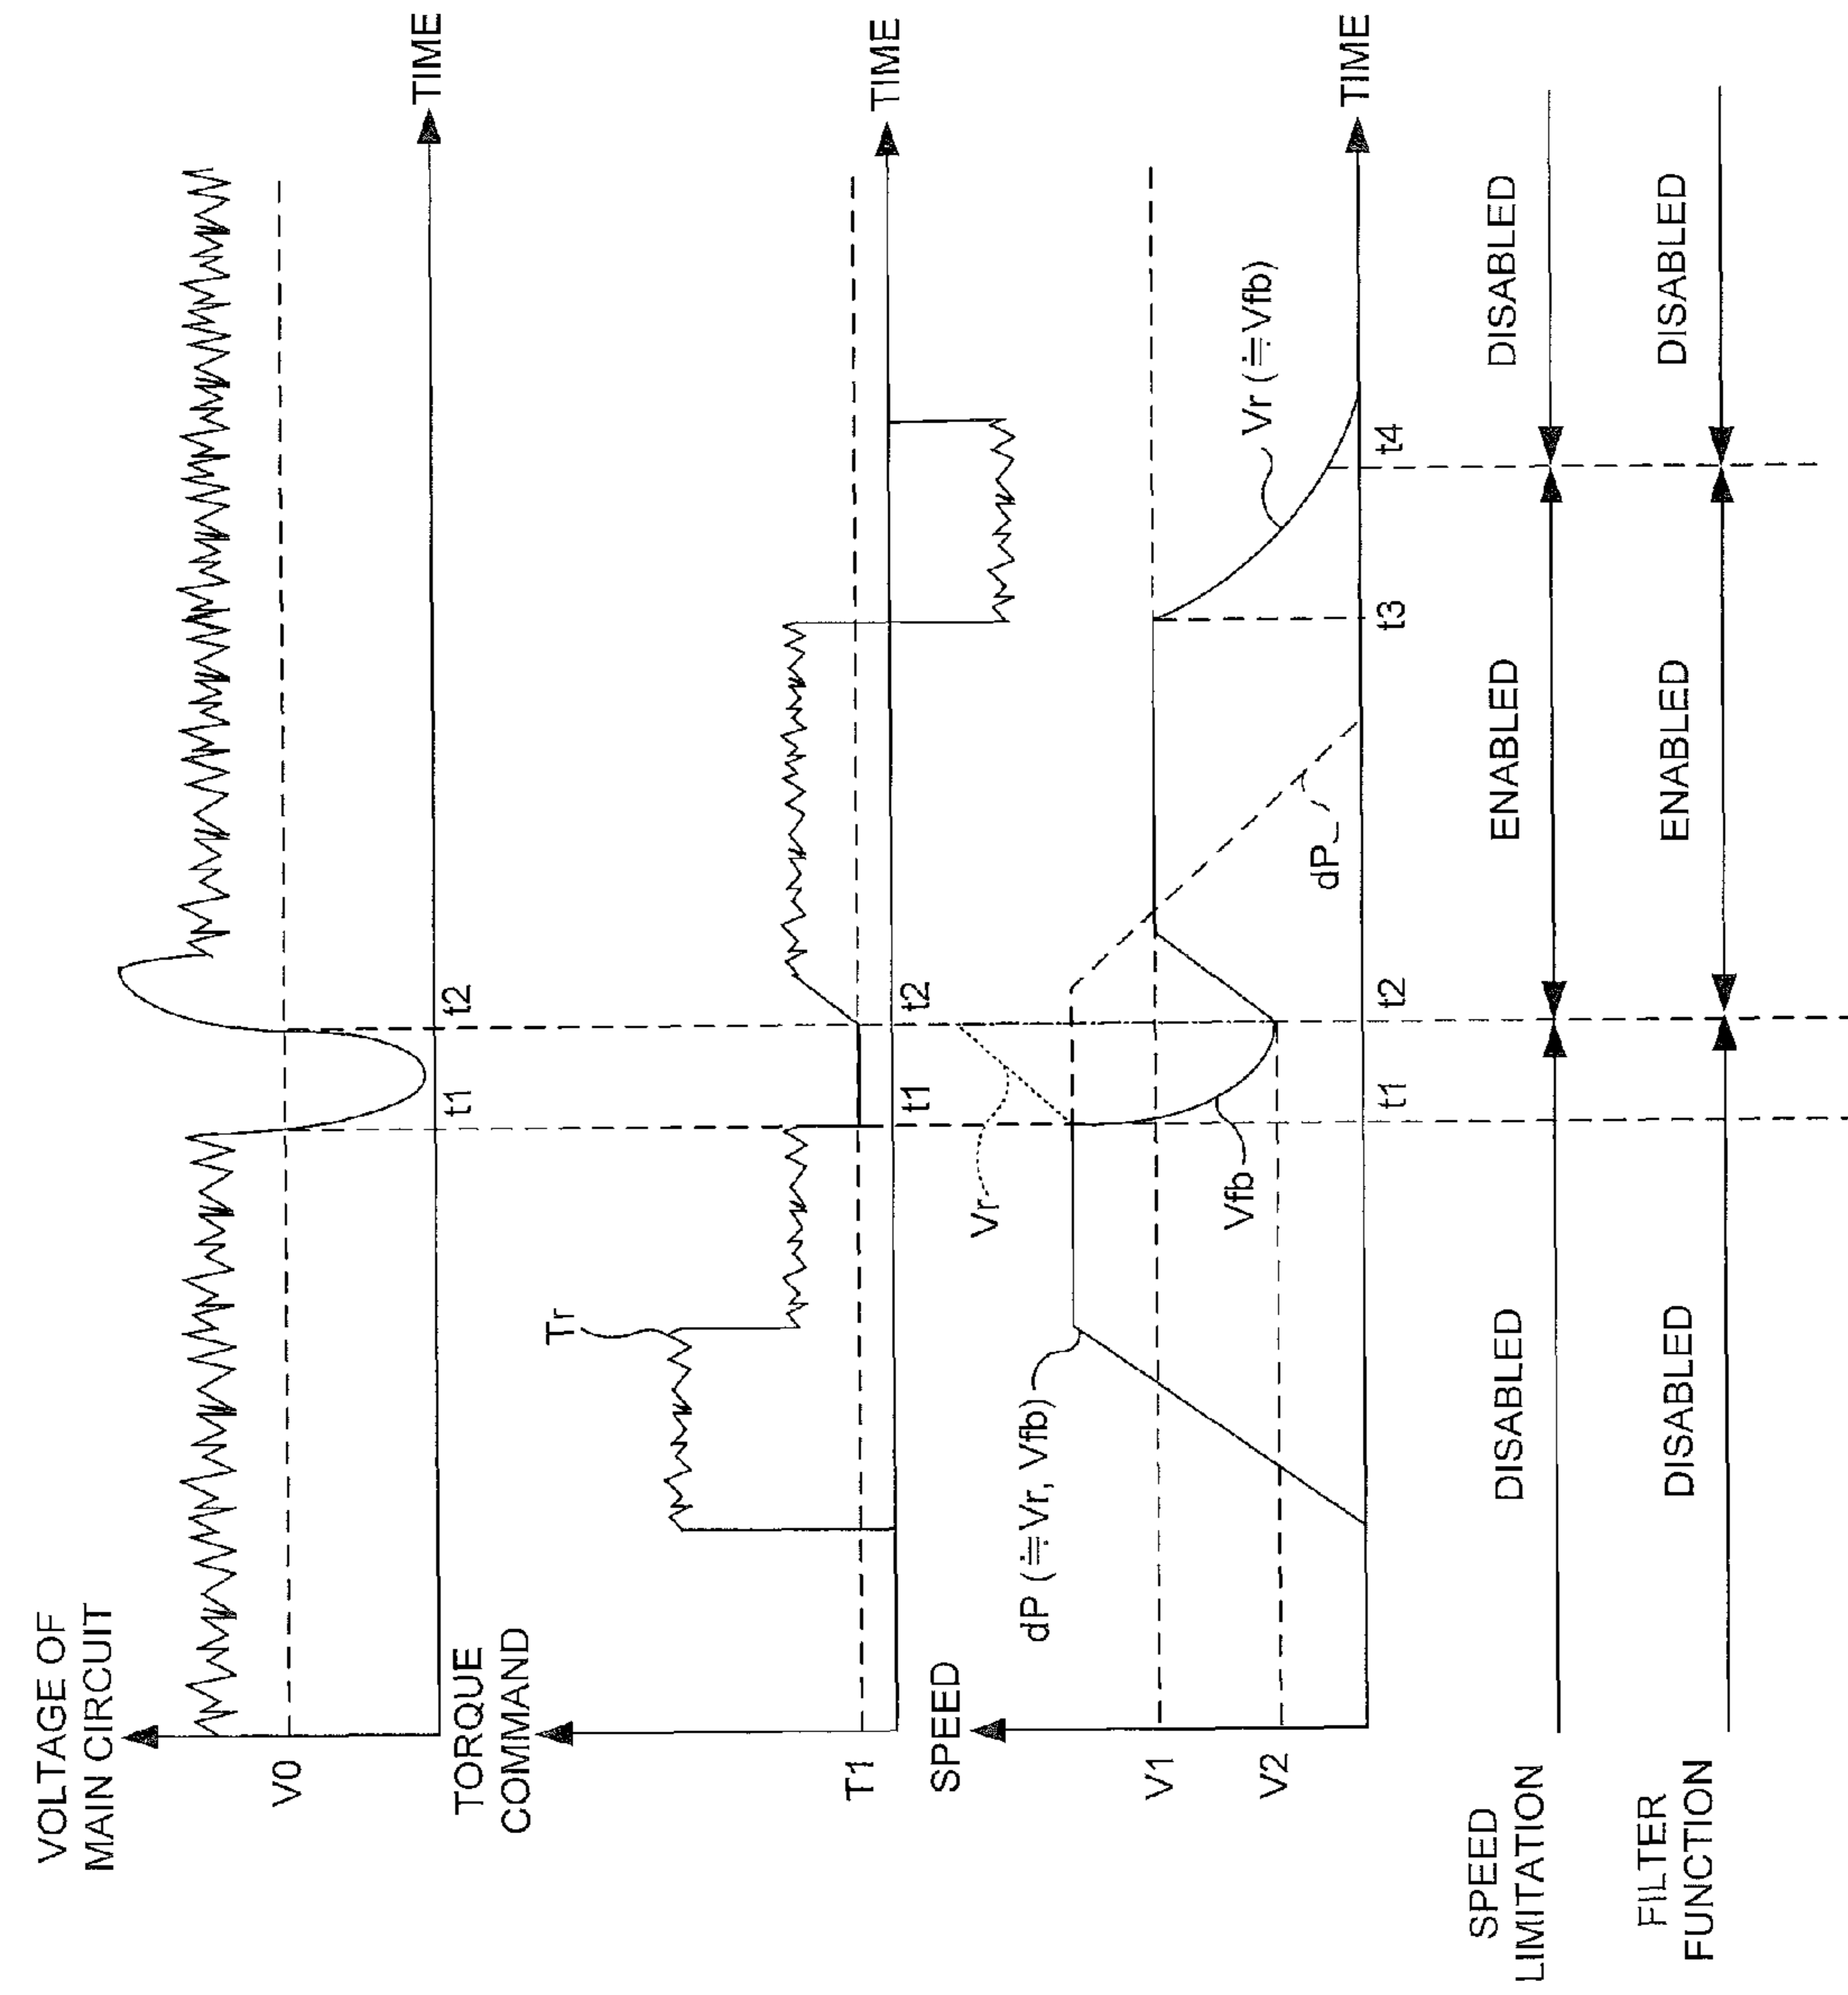 VOLTAGE OF
MAIN CIRCUIT
V0
t1
t2
TIME
TORQUE
COMMAND
Tr
T1
t1
t2
TIME
SPEED
dP (≒Vr, Vfb)
Vr
Vfb
V1
V2
dP
Vr (≒Vfb)
t1
t2
t3
t4
TIME
SPEED
LIMITATION
DISABLED
ENABLED
DISABLED
FILTER
FUNCTION
DISABLED
ENABLED
DISABLED